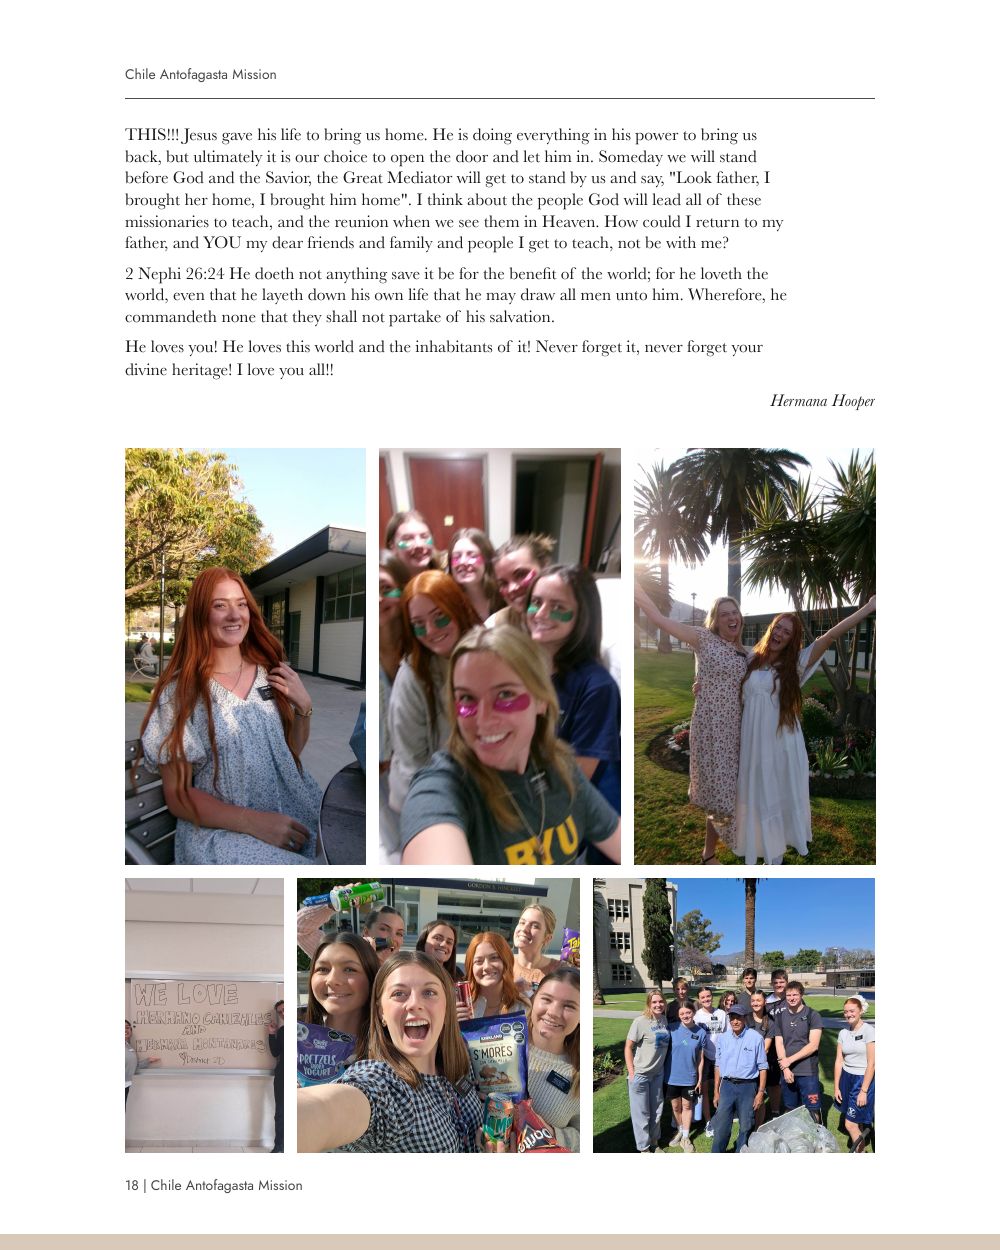 Chile Antofagasta Mission
THIS!!! Jesus gave his life to bring us home. He is doing everything in his power to bring us
back, but ultimately it is our choice to open the door and let him in. Someday we will stand
before God and the Savior, the Great Mediator will get to stand by us and say, "Look father, I
brought her home, I brought him home". I think about the people God will lead all of these
missionaries to teach, and the reunion when we see them in Heaven. How could I return to my
father, and YOU my dear friends and family and people I get to teach, not be with me?
2 Nephi 26:24 He doeth not anything save it be for the benefit of the world; for he loveth the
world, even that he layeth down his own life that he may draw all men unto him. Wherefore, he
commandeth none that they shall not partake of his salvation.
He loves you! He loves this world and the inhabitants of it! Never forget it, never forget your
divine heritage! I love you all!!
Hermana Hooper
BYU
WE LOVE
HERMANO CANIZALES
AND
HERMANA MONTANARES
District 2D
GORDON B. HINCKLEY
PRETZELS
YOGURT
KIRKLAND
S'MORES
18 | Chile Antofagasta Mission